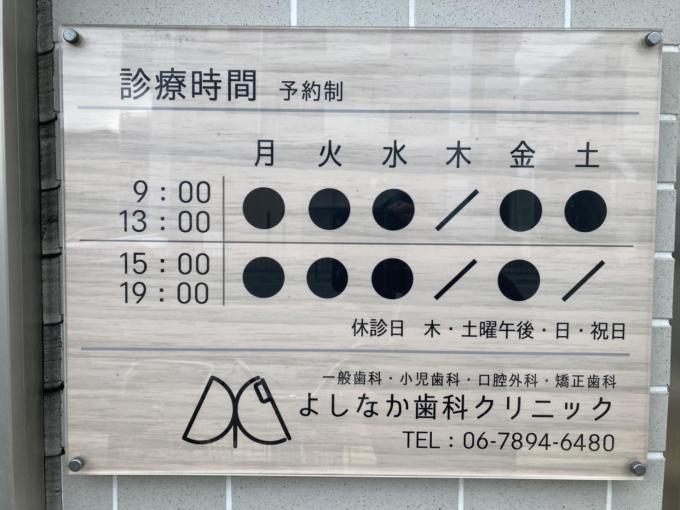 診療時間 予約制
月 火 水 木 金 土
9:00 ● ● ● / ● ●
13:00
15:00 ● ● ● / ● /
19:00
休診日 木・土曜午後・日・祝日
一般歯科・小児歯科・口腔外科・矯正歯科
よしなか歯科クリニック
TEL:06-7894-6480